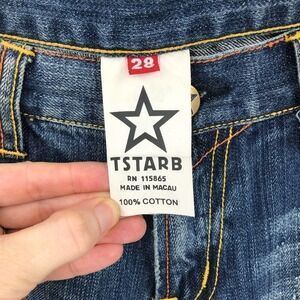 28
TSTARB
RN 115865
MADE IN MACAU
100% COTTON